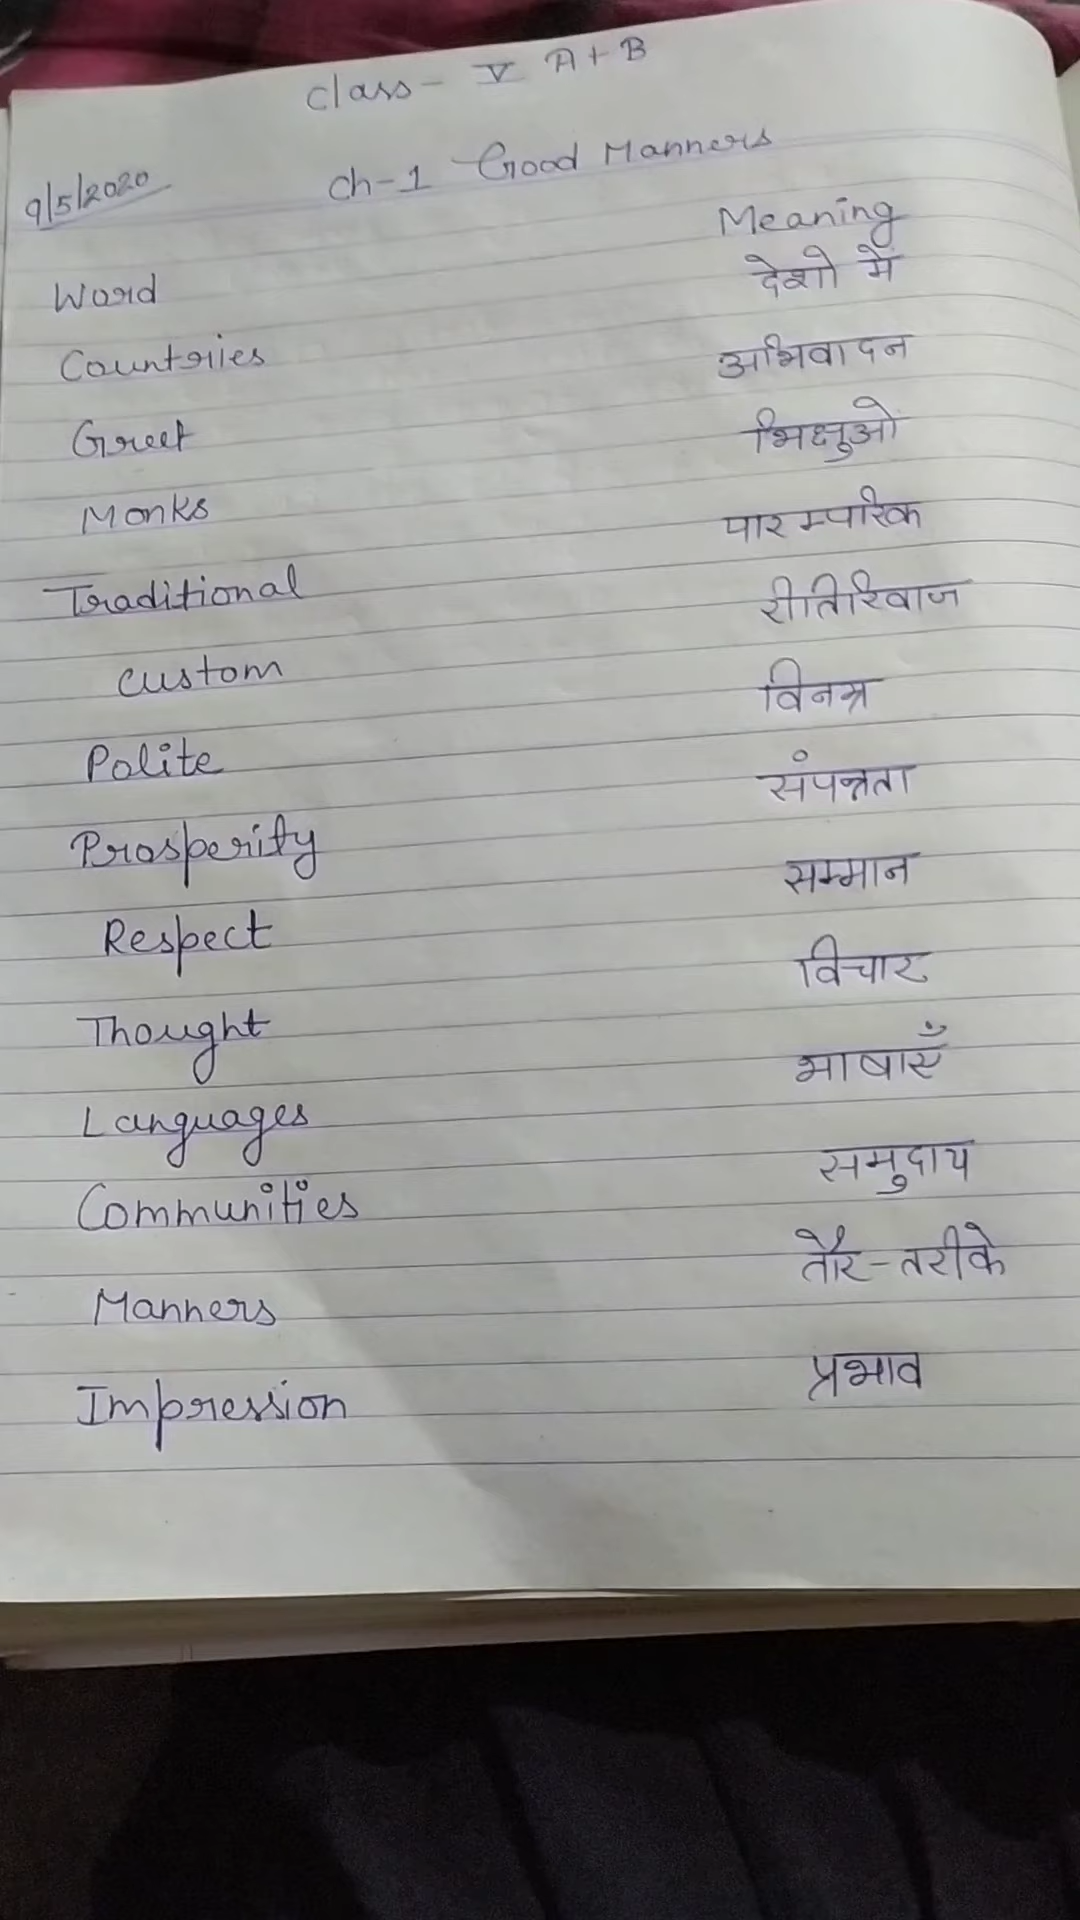 Class - V A+B
9/5/2020 Ch-1 Good Manners
Word Meaning
Countries देशो में
Greet अभिवादन
Monks भिक्षुओ
Traditional पारम्परिक
Custom रीतिरिवाज
Polite विनम्र
Prosperity संपन्नता
Respect सम्मान
Thought विचार
Languages भाषाएँ
Communities समुदाय
Manners तौर-तरीके
Impression प्रभाव